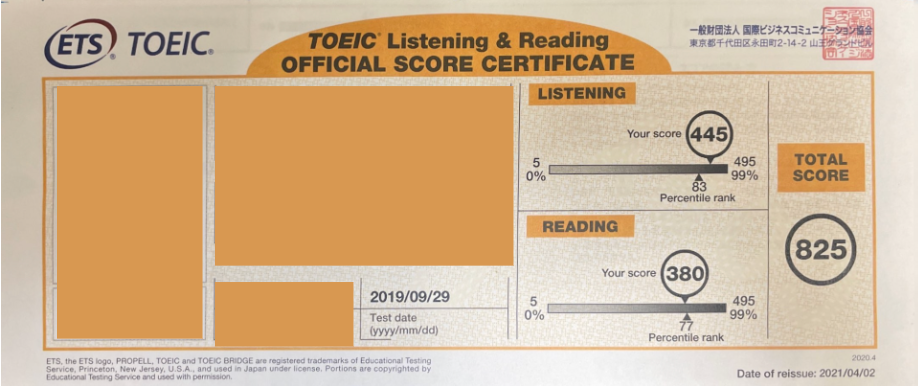 ETS® TOEIC®
TOEIC® Listening & Reading
OFFICIAL SCORE CERTIFICATE
一般財団法人 国際ビジネスコミュニケーション協会
東京都千代田区永田町2-14-2 山王グランドビル
LISTENING
Your score 445
5 495
0% 99%
83
Percentile rank
READING
Your score 380
5 495
0% 99%
77
Percentile rank
TOTAL
SCORE
825
2019/09/29
Test date
(yyyy/mm/dd)
ETS, the ETS logo, PROPELL, TOEIC and TOEIC BRIDGE are registered trademarks of Educational Testing
Service, Princeton, New Jersey, U.S.A., and used in Japan under license. Portions are copyrighted by
Educational Testing Service and used with permission.
2020.4
Date of reissue: 2021/04/02